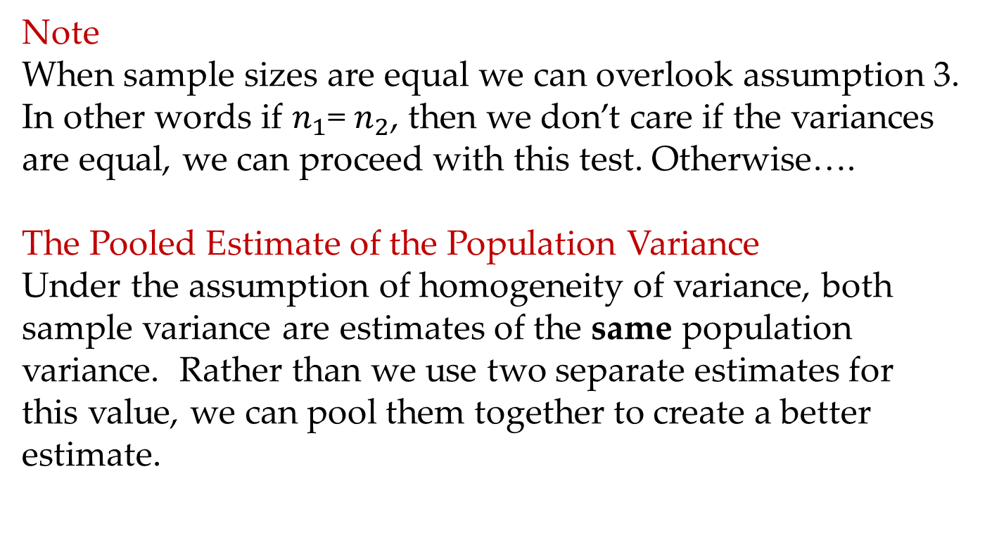 Note
When sample sizes are equal we can overlook assumption 3.
In other words if 𝑛₁= 𝑛₂, then we don’t care if the variances
are equal, we can proceed with this test. Otherwise….
The Pooled Estimate of the Population Variance
Under the assumption of homogeneity of variance, both
sample variance are estimates of the same population
variance.  Rather than we use two separate estimates for
this value, we can pool them together to create a better
estimate.